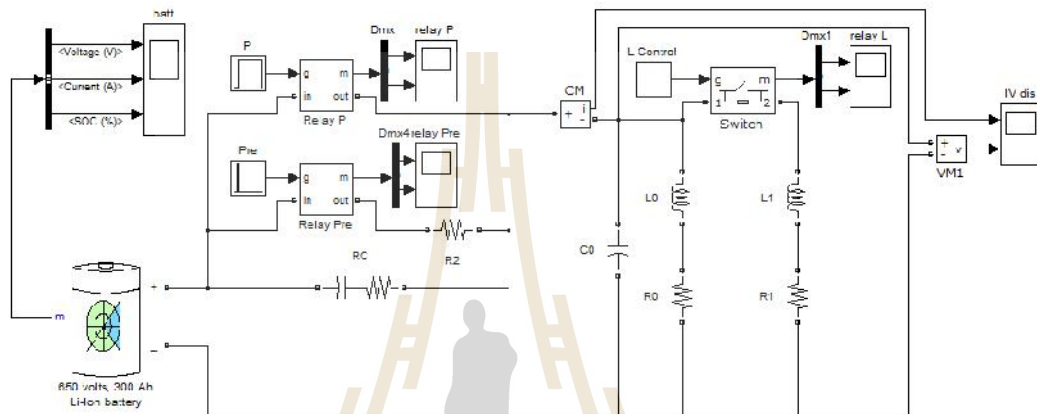 batt
<Voltage (V)>
<Current (A)>
<SOC (%)>
P
g
m
in
out
Relay P
Dmx
relay P
Pre
g
m
in
out
Relay Pre
Dmx4
relay Pre
R2
RC
+
_
m
650 volts, 300 Ah
Li-Ion battery
CM
+
i
-
L Control
g
m
1
2
Switch
Dmx1
relay L
IV dis
+
-
v
VM1
L0
L1
C0
R0
R1